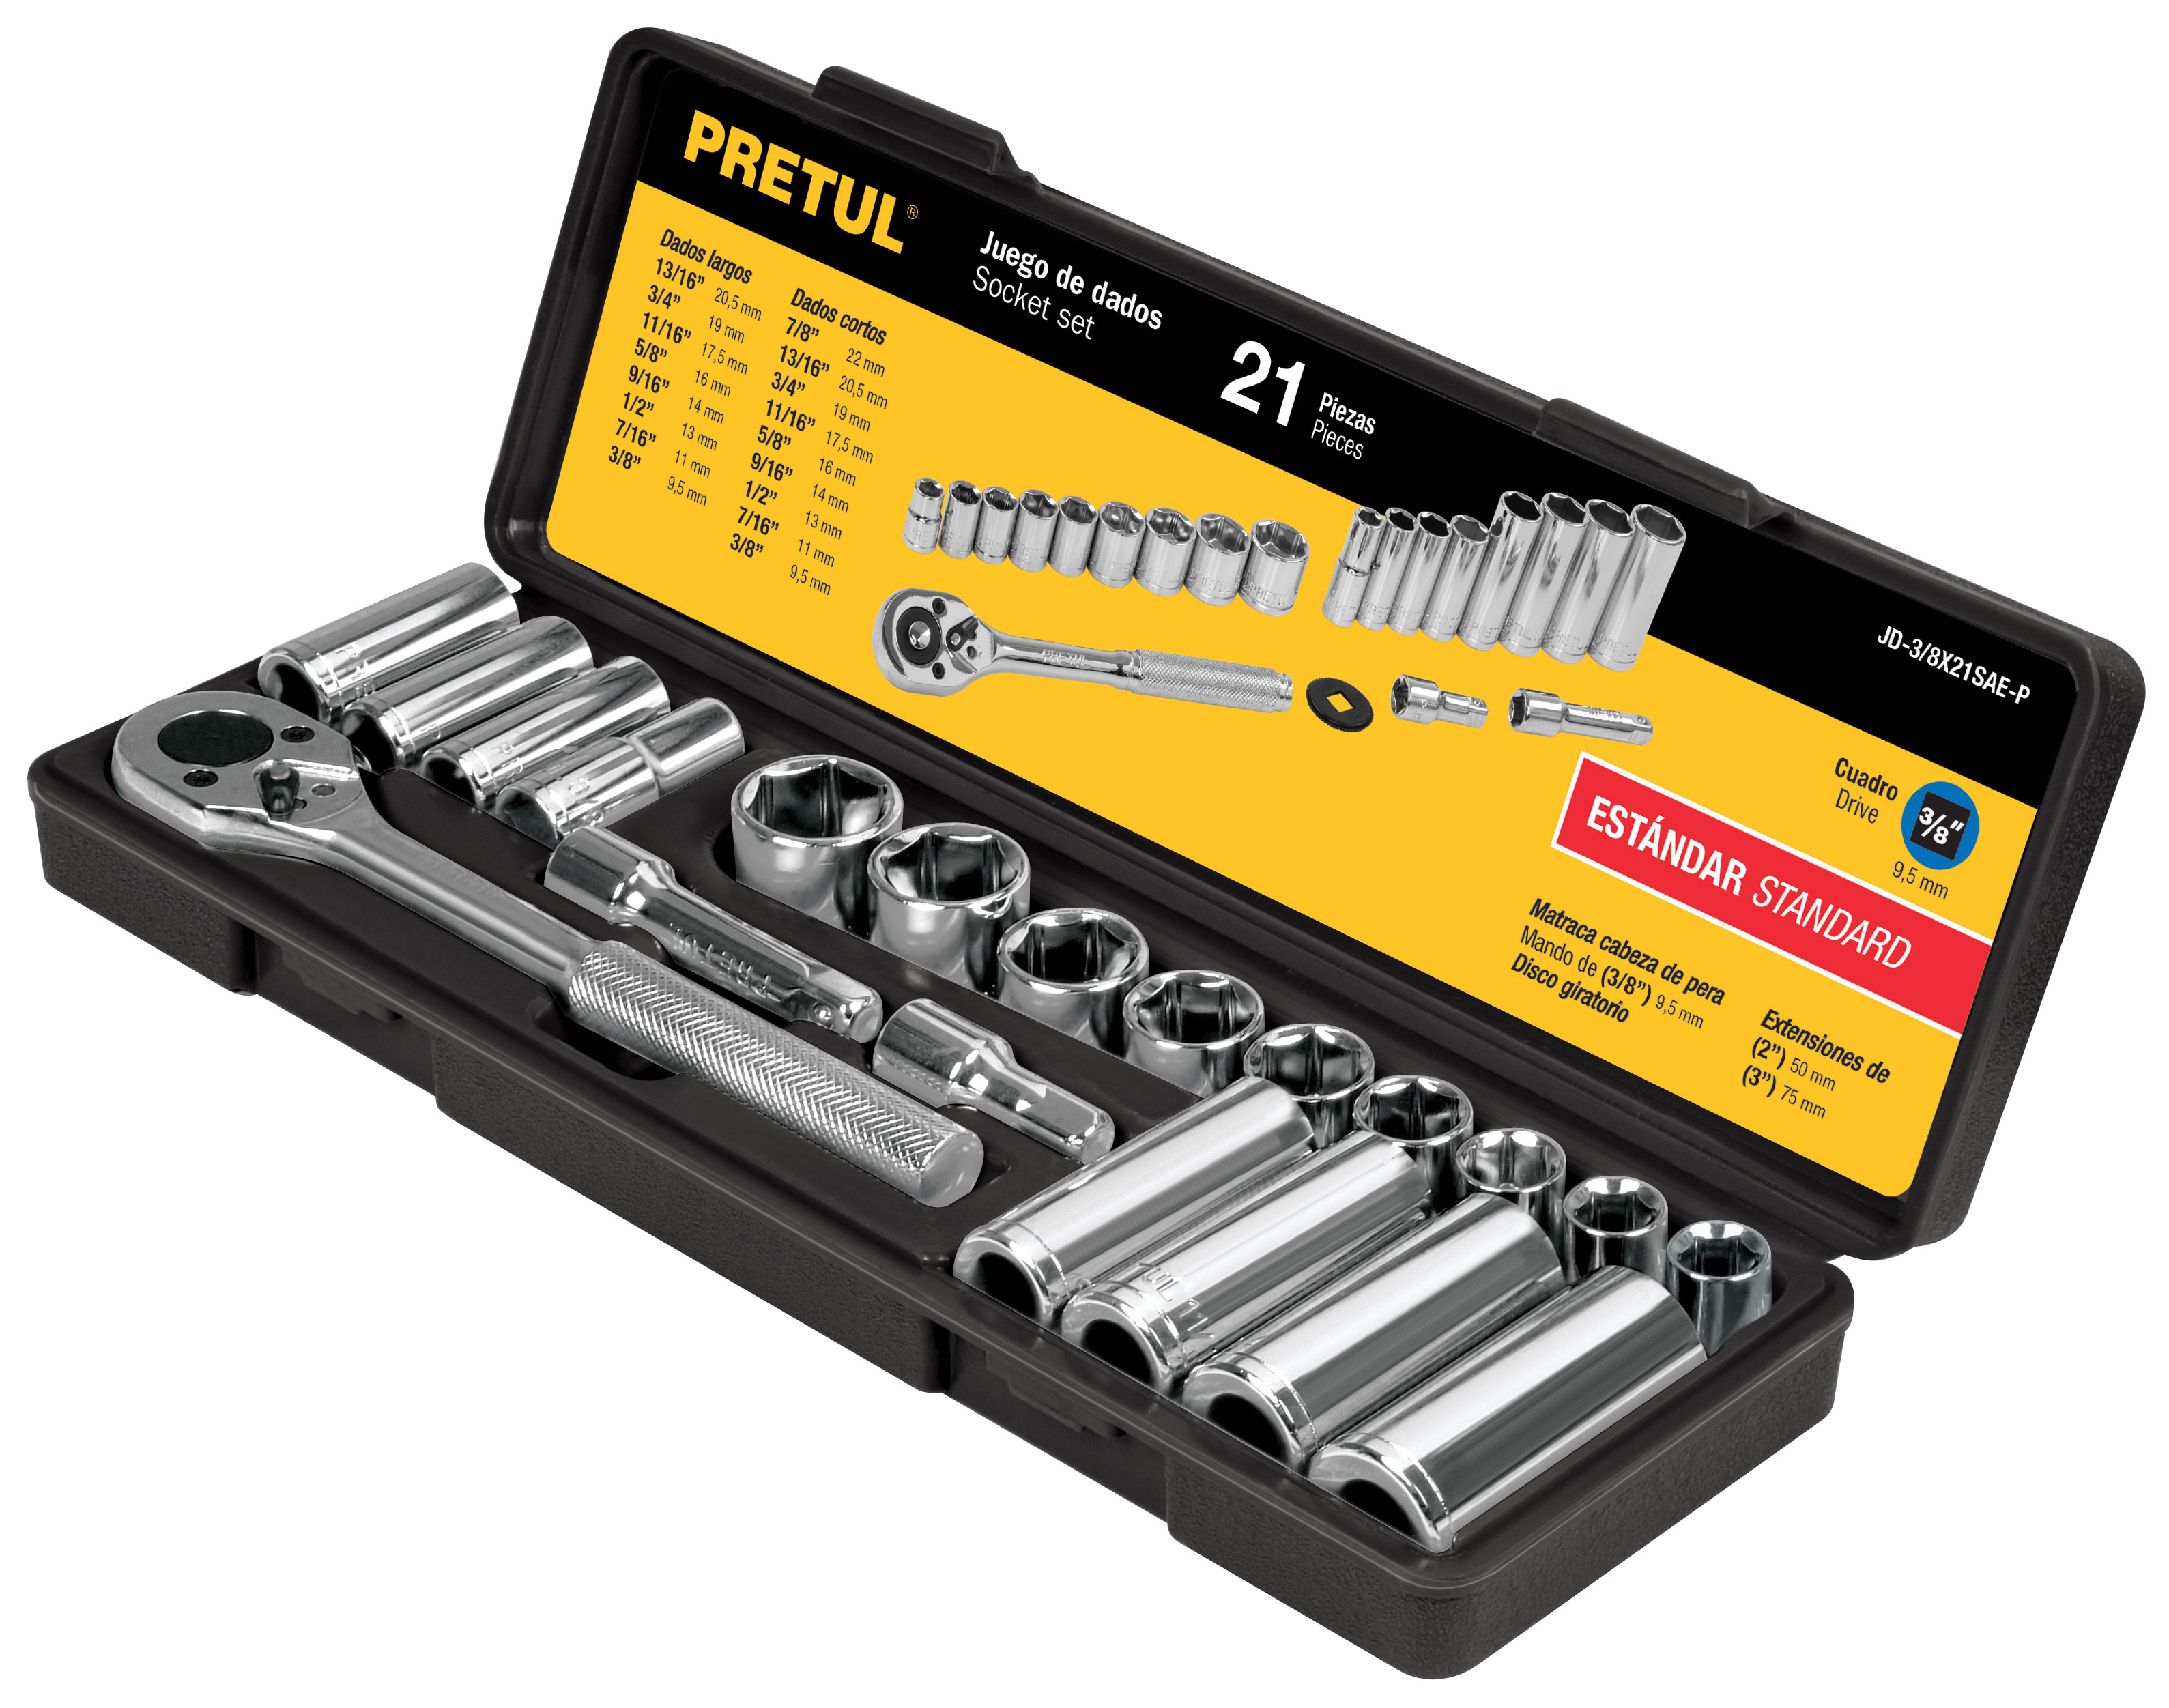 PRETUL®
Juego de dados
Socket set
21 Piezas
Pieces
JD-3/8X21SAE-P
Dados largos
13/16” 20,5 mm
3/4” 19 mm
11/16” 17,5 mm
5/8” 16 mm
9/16” 14 mm
1/2” 13 mm
7/16” 11 mm
3/8” 9,5 mm
Dados cortos
7/8” 22 mm
13/16” 20,5 mm
3/4” 19 mm
11/16” 17,5 mm
5/8” 16 mm
9/16” 14 mm
1/2” 13 mm
7/16” 11 mm
3/8” 9,5 mm
PRETUL
Cuadro
Drive
3/8”
9,5 mm
ESTÁNDAR STANDARD
Matraca cabeza de pera
Mando de (3/8”) 9,5 mm
Disco giratorio
Extensiones de
(2”) 50 mm
(3”) 75 mm